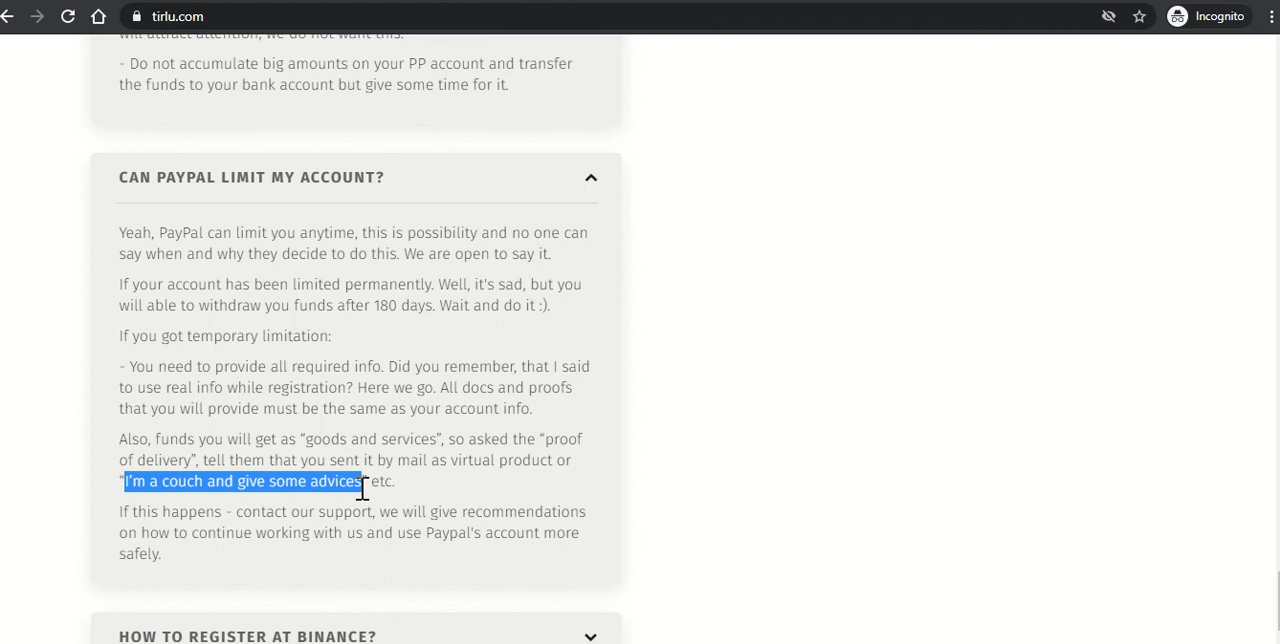 tirlu.com
Incognito
will attract attention, we do not want this.
- Do not accumulate big amounts on your PP account and transfer
the funds to your bank account but give some time for it.
CAN PAYPAL LIMIT MY ACCOUNT?
Yeah, PayPal can limit you anytime, this is possibility and no one can
say when and why they decide to do this. We are open to say it.
If your account has been limited permanently. Well, it's sad, but you
will able to withdraw you funds after 180 days. Wait and do it :).
If you got temporary limitation:
- You need to provide all required info. Did you remember, that I said
to use real info while registration? Here we go. All docs and proofs
that you will provide must be the same as your account info.
Also, funds you will get as “goods and services”, so asked the “proof
of delivery”, tell them that you sent it by mail as virtual product or
“I’m a couch and give some advices” etc.
If this happens - contact our support, we will give recommendations
on how to continue working with us and use Paypal's account more
safely.
HOW TO REGISTER AT BINANCE?